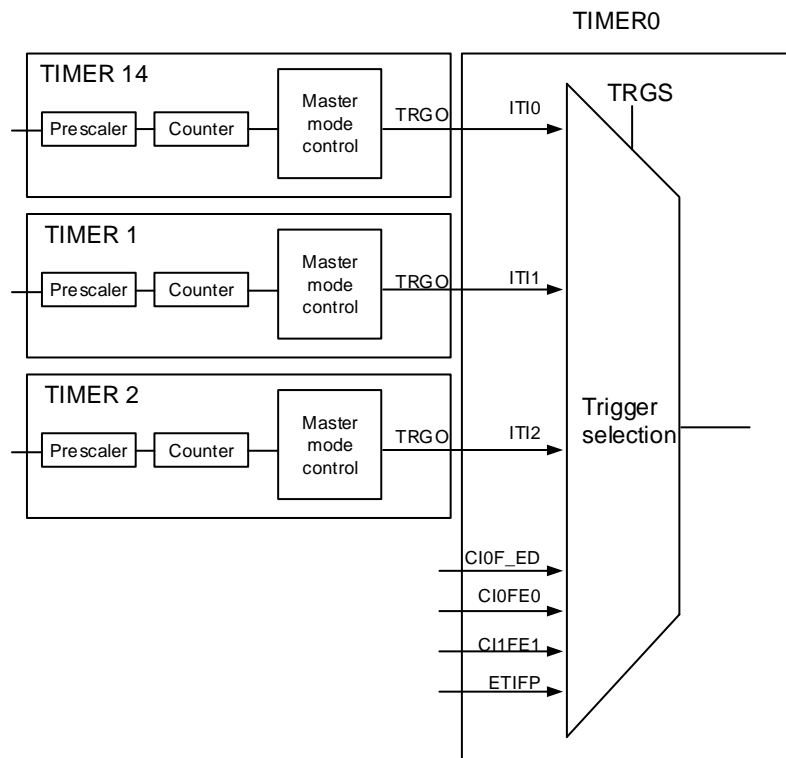 TIMER0
TIMER 14
Prescaler
Counter
Master
mode
control
TRGO
ITI0
TRGS
TIMER 1
Prescaler
Counter
Master
mode
control
TRGO
ITI1
TIMER 2
Prescaler
Counter
Master
mode
control
TRGO
ITI2
Trigger
selection
CI0F_ED
CI0FE0
CI1FE1
ETIFP